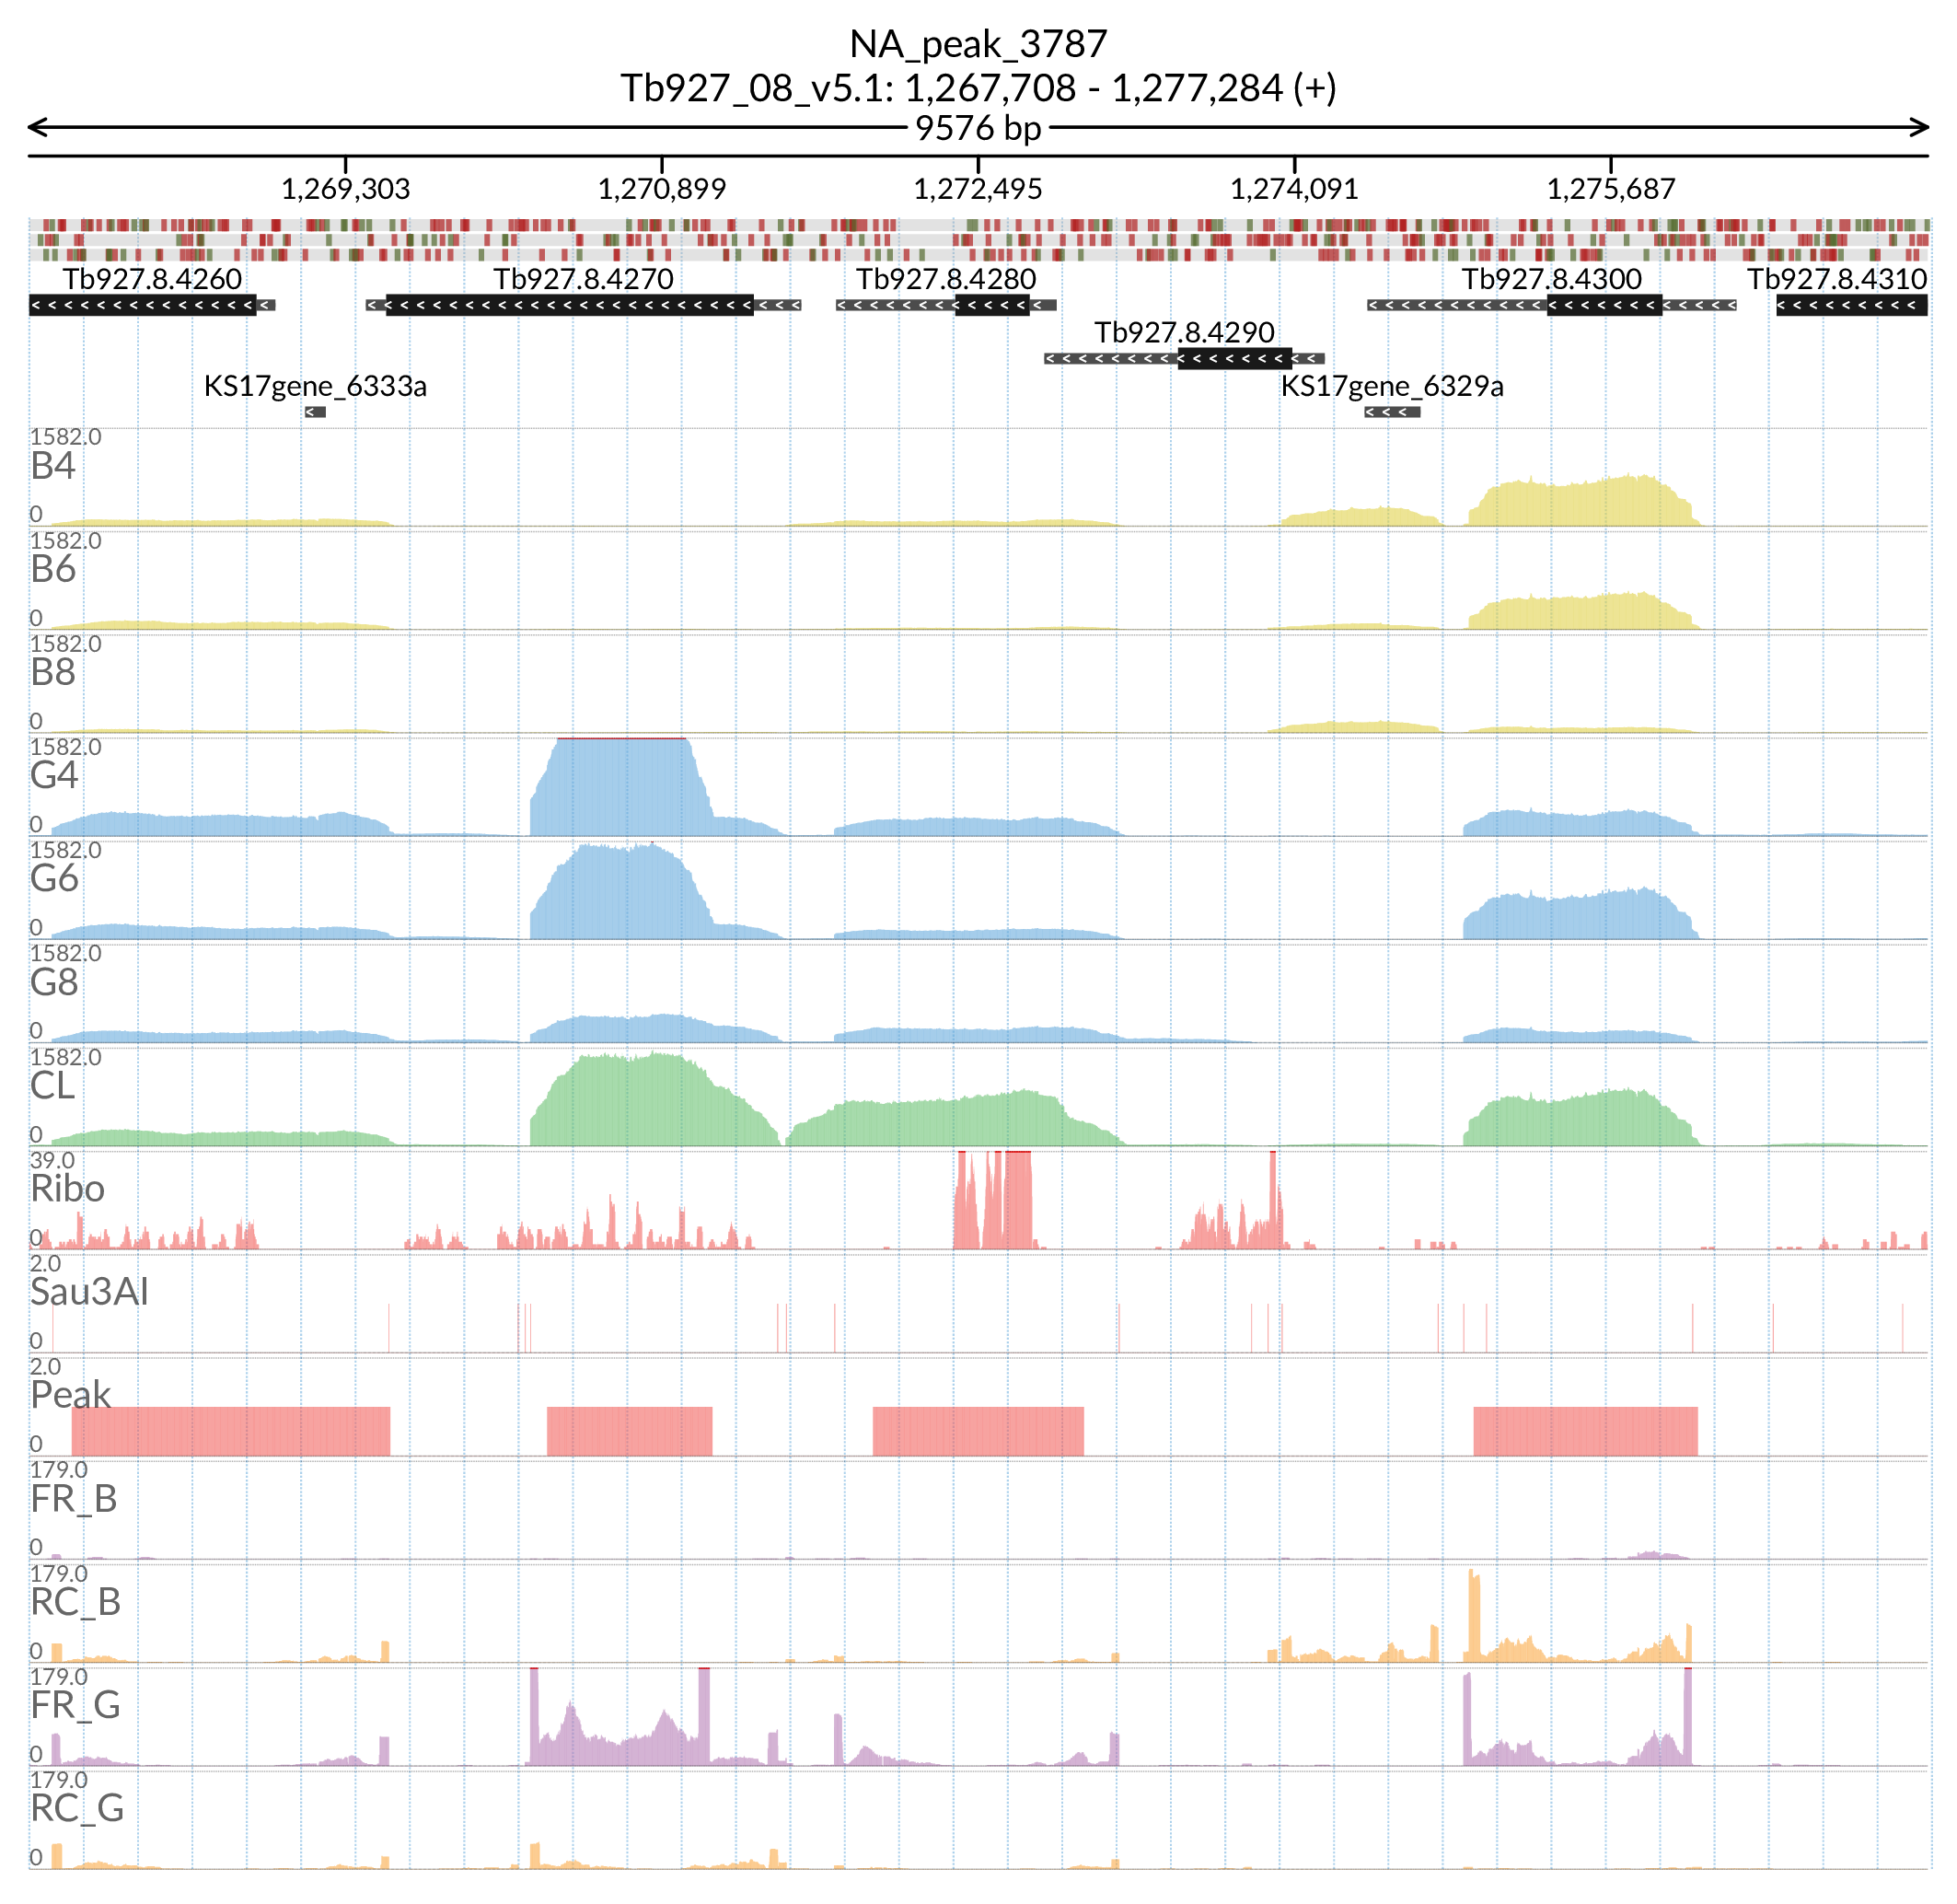 NA_peak_3787
Tb927_08_v5.1: 1,267,708 - 1,277,284 (+)
9576 bp
1,269,303 1,270,899 1,272,495 1,274,091 1,275,687
Tb927.8.4260 Tb927.8.4270 Tb927.8.4280 Tb927.8.4300 Tb927.8.4310
Tb927.8.4290
KS17gene_6333a KS17gene_6329a
1582.0
B4
0
1582.0
B6
0
1582.0
B8
0
1582.0
G4
0
1582.0
G6
0
1582.0
G8
0
1582.0
CL
0
39.0
Ribo
0
2.0
Sau3AI
0
2.0
Peak
0
179.0
FR_B
0
179.0
RC_B
0
179.0
FR_G
0
179.0
RC_G
0